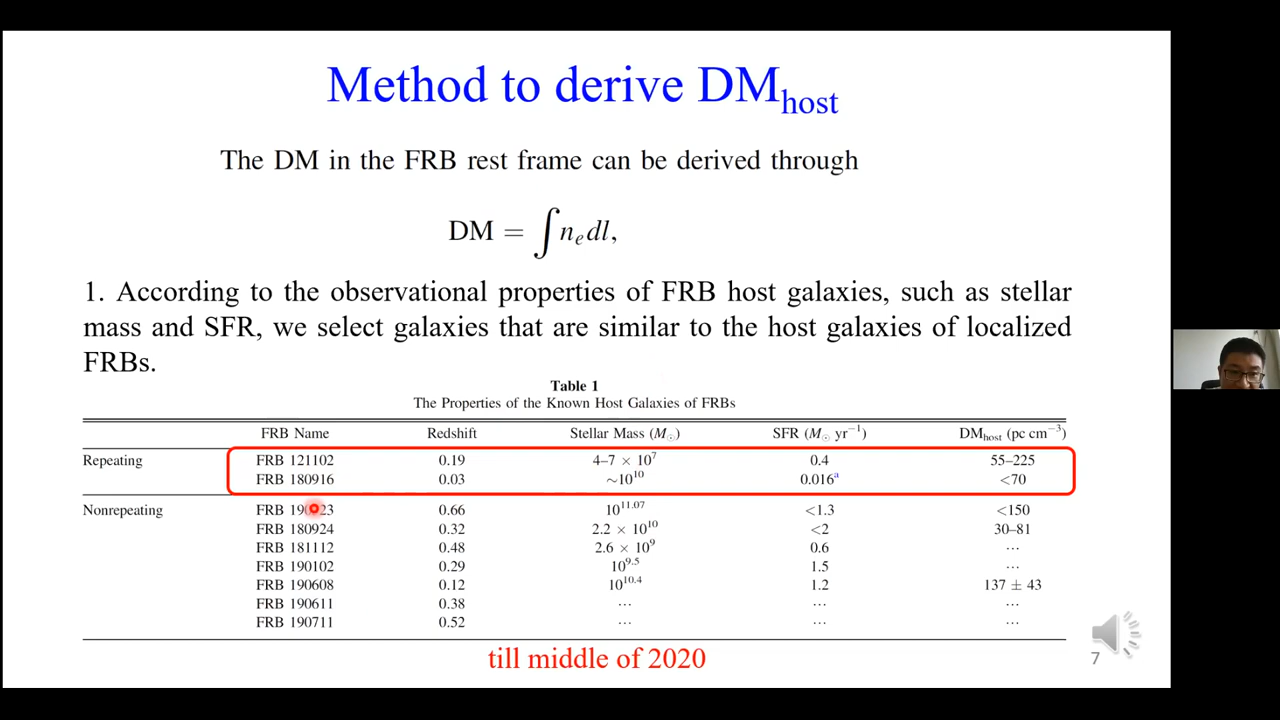 Method to derive DMhost
The DM in the FRB rest frame can be derived through
DM = ∫ nₑdl,
1. According to the observational properties of FRB host galaxies, such as stellar
mass and SFR, we select galaxies that are similar to the host galaxies of localized
FRBs.
Table 1
The Properties of the Known Host Galaxies of FRBs
FRB Name Redshift Stellar Mass (M☉) SFR (M☉ yr⁻¹) DMhost (pc cm⁻³)
Repeating FRB 121102 0.19 4–7 × 10⁷ 0.4 55–225
FRB 180916 0.03 ~10¹⁰ 0.016ᵃ <70
Nonrepeating FRB 190523 0.66 10¹¹·⁰⁷ <1.3 <150
FRB 180924 0.32 2.2 × 10¹⁰ <2 30–81
FRB 181112 0.48 2.6 × 10⁹ 0.6 ...
FRB 190102 0.29 10⁹·⁵ 1.5 ...
FRB 190608 0.12 10¹⁰·⁴ 1.2 137 ± 43
FRB 190611 0.38 ... ... ...
FRB 190711 0.52 ... ... ...
till middle of 2020
7